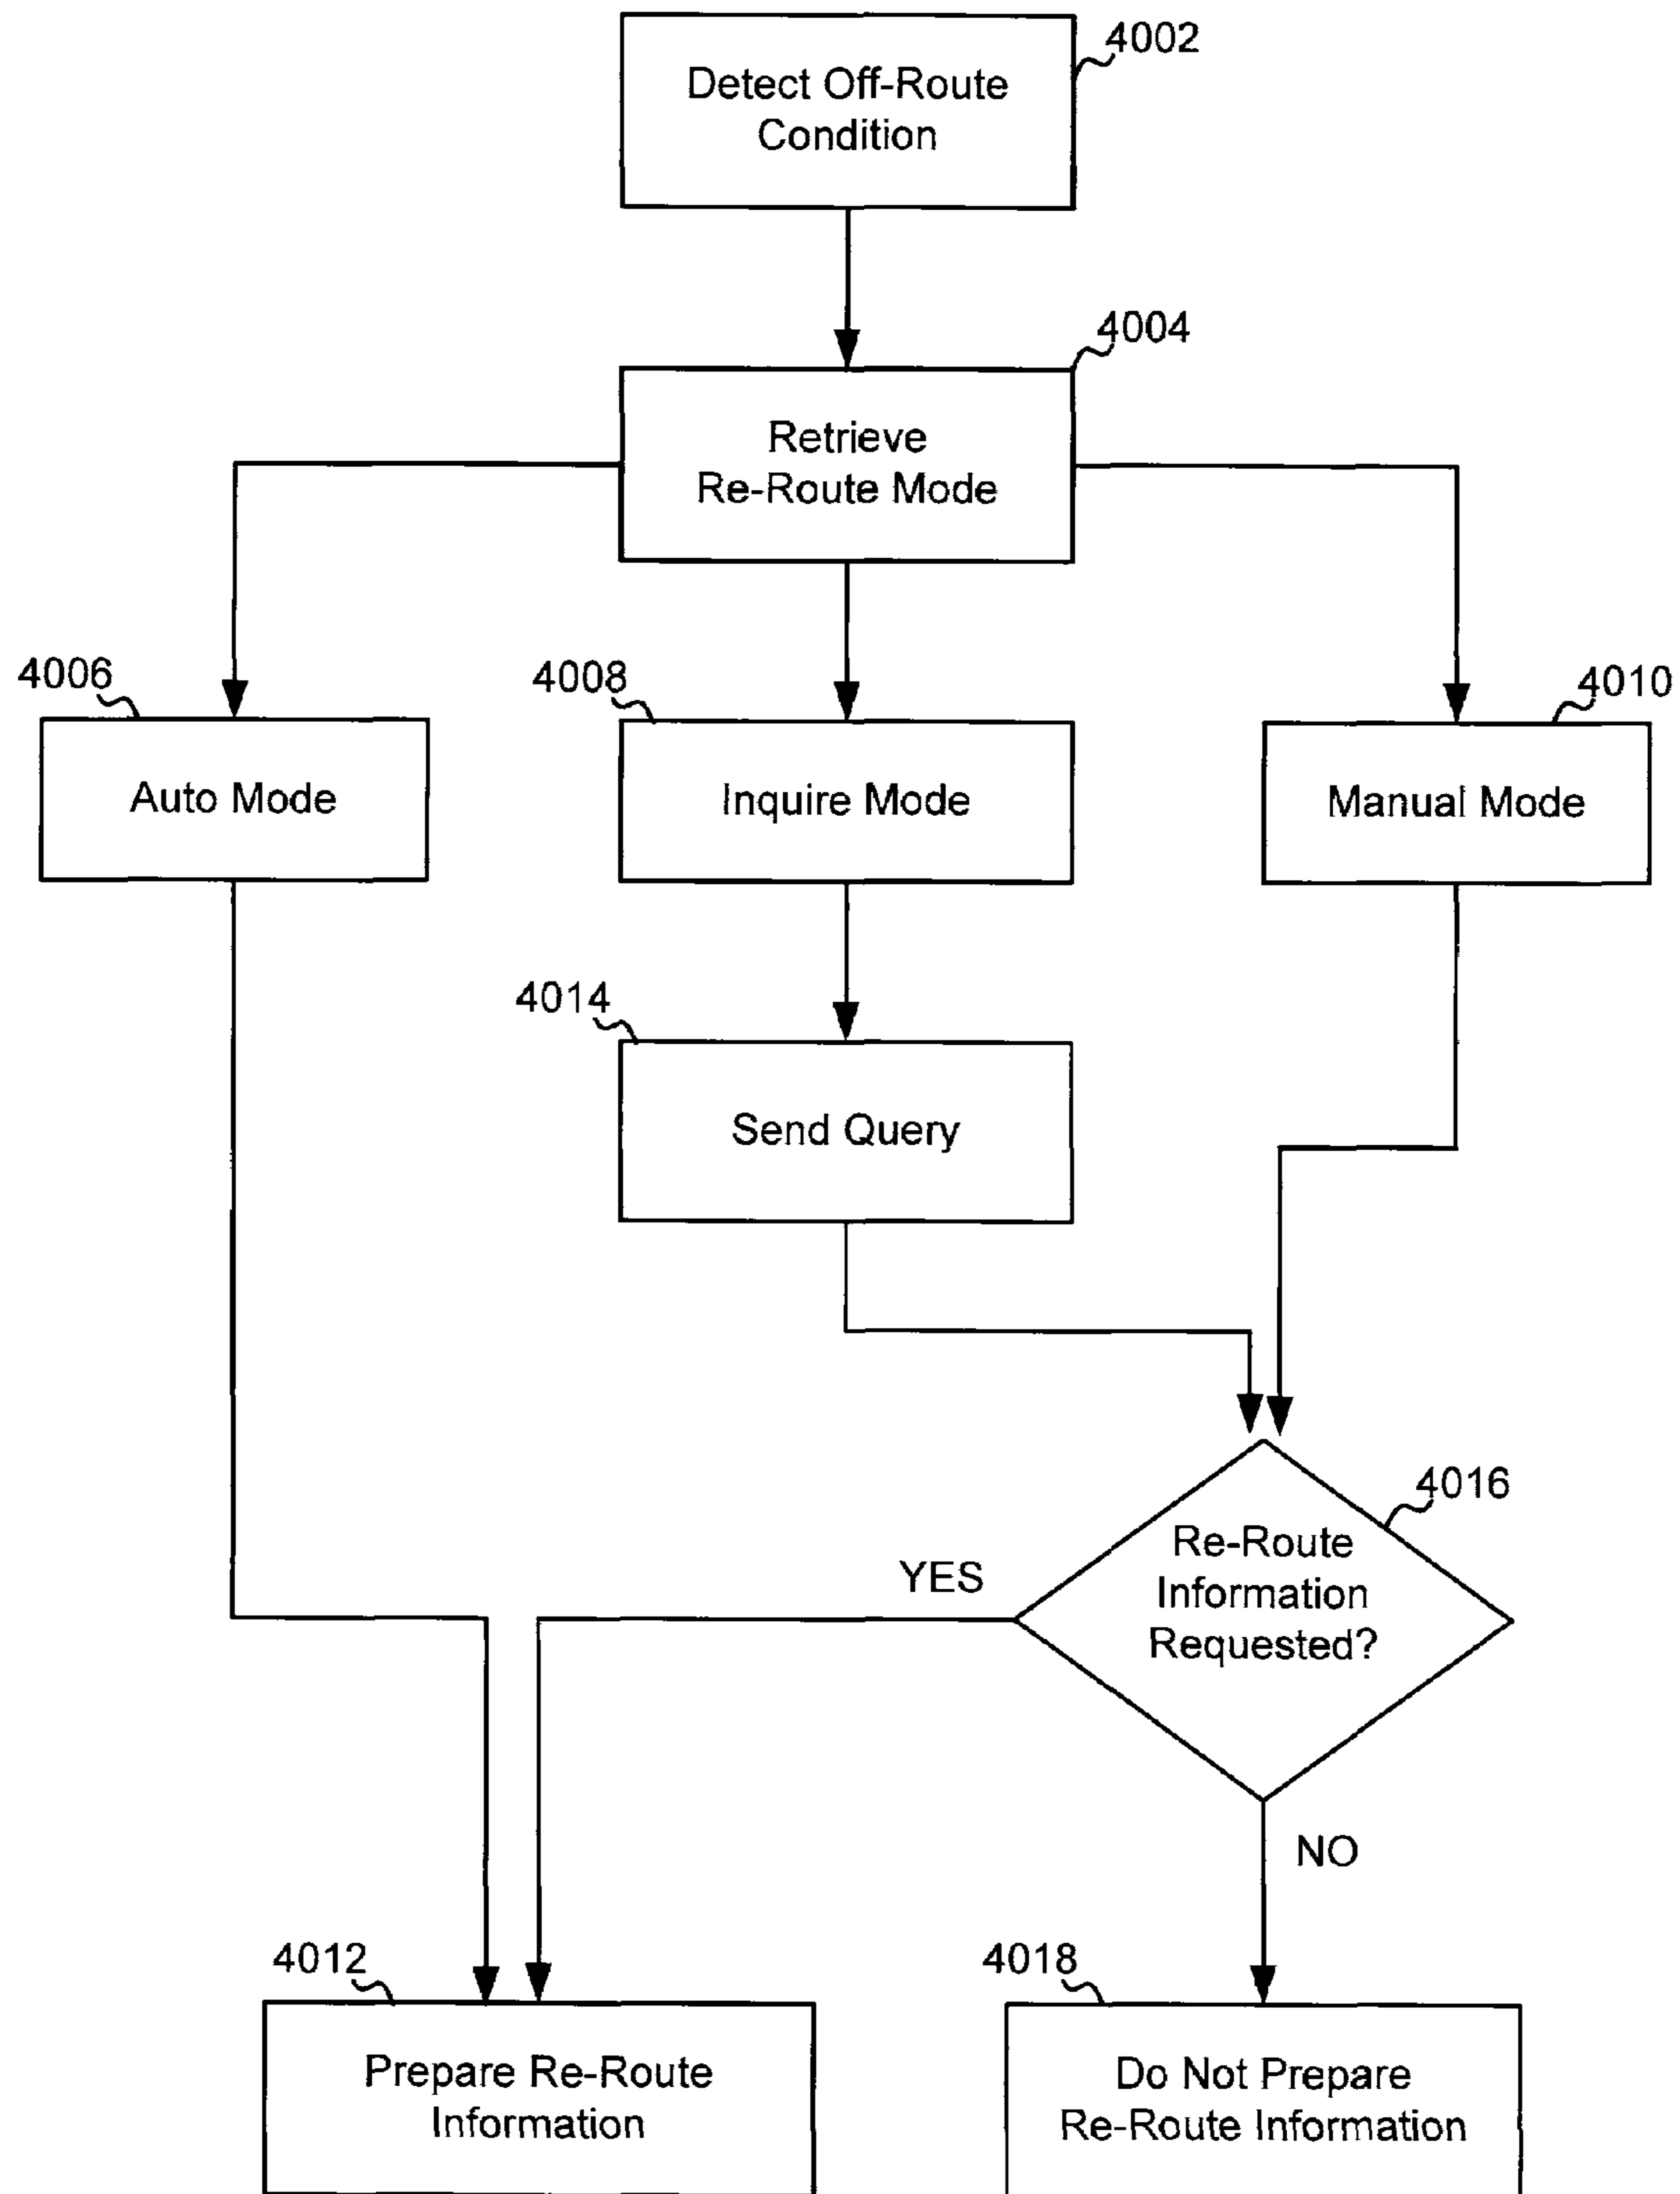 4002
Detect Off-Route
Condition
4004
Retrieve
Re-Route Mode
4006
4008
4010
Auto Mode
Inquire Mode
Manual Mode
4014
Send Query
4016
Re-Route
Information
Requested?
YES
NO
4012
4018
Prepare Re-Route
Information
Do Not Prepare
Re-Route Information